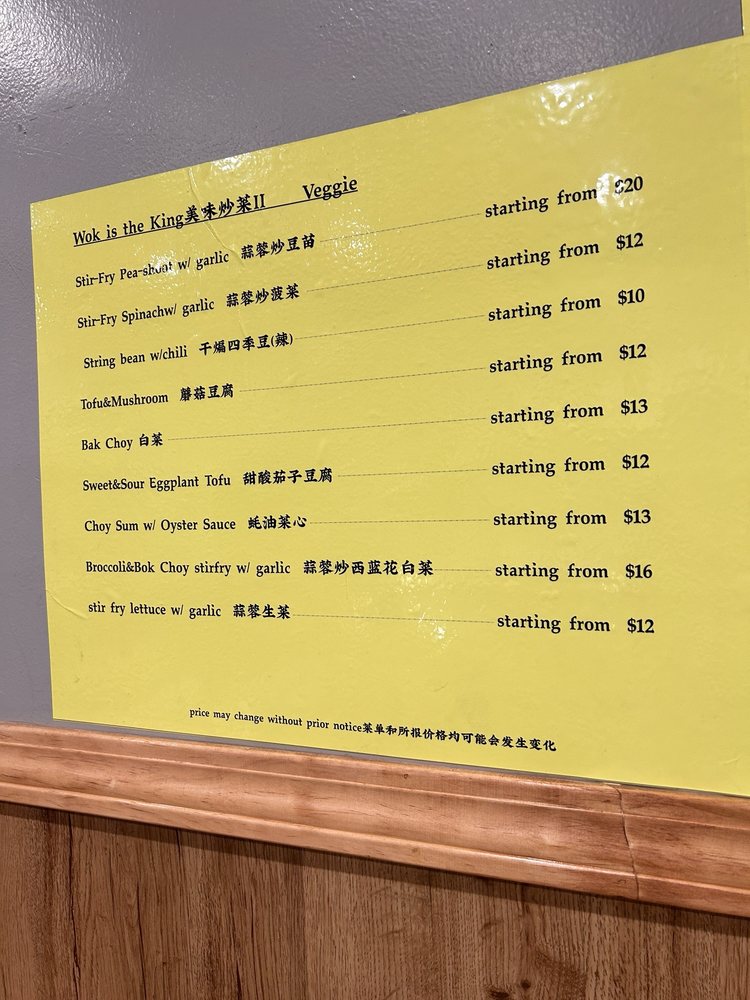 Wok is the King美味炒菜II Veggie
Stir-Fry Pea-shoot w/ garlic 蒜蓉炒豆苗 starting from $20
Stir-Fry Spinachw/ garlic 蒜蓉炒菠菜 starting from $12
String bean w/chili 干煸四季豆(辣) starting from $10
Tofu&Mushroom 蘑菇豆腐 starting from $12
Bak Choy 白菜 starting from $13
Sweet&Sour Eggplant Tofu 甜酸茄子豆腐 starting from $12
Choy Sum w/ Oyster Sauce 蚝油菜心 starting from $13
Broccoli&Bok Choy stirfry w/ garlic 蒜蓉炒西蓝花白菜 starting from $16
stir fry lettuce w/ garlic 蒜蓉生菜 starting from $12
price may change without prior notice菜单和所报价格均可能会发生变化